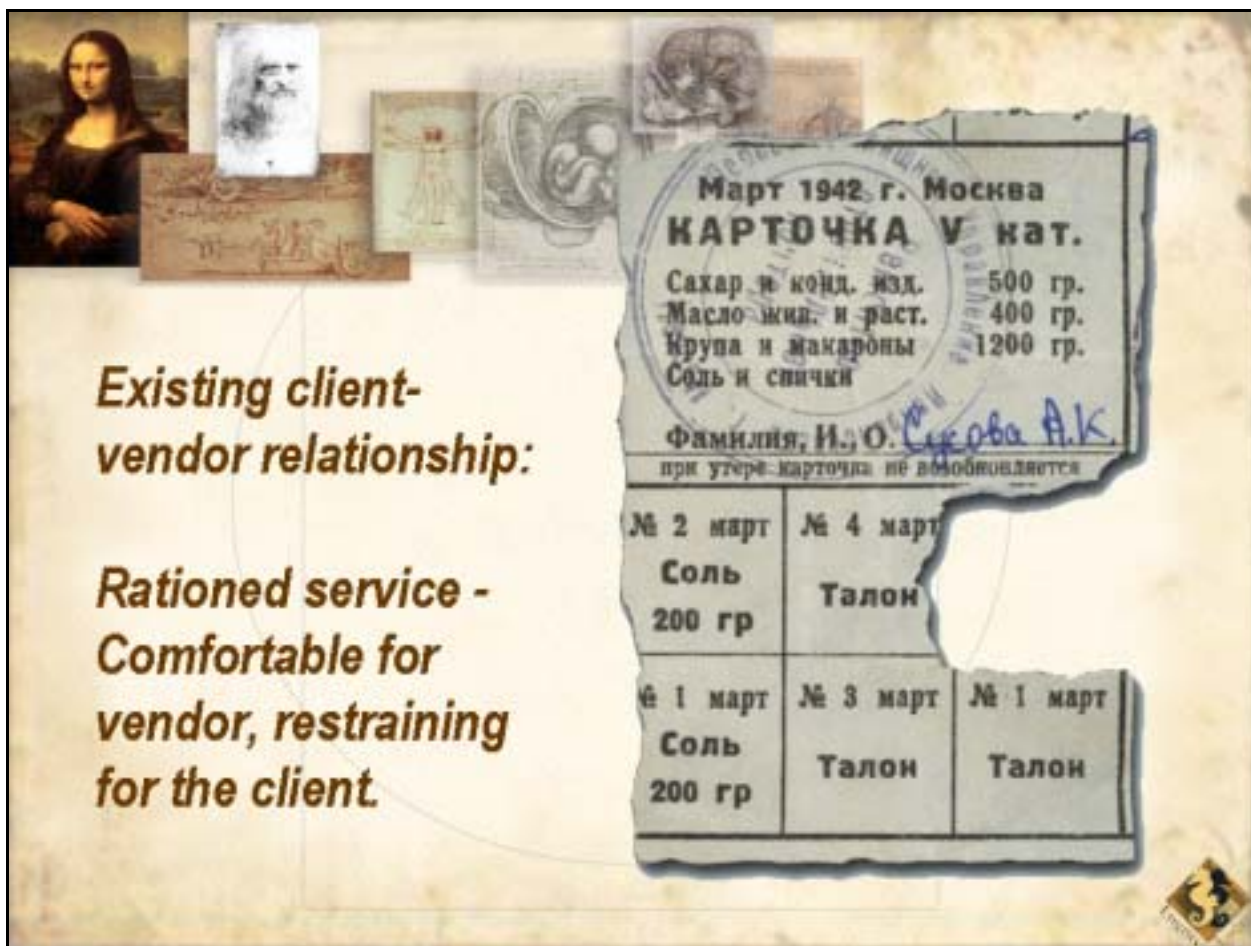 Existing client-
vendor relationship:
Rationed service -
Comfortable for
vendor, restraining
for the client.
Март 1942 г. Москва
КАРТОЧКА V кат.
Сахар и конд. изд. 500 гр.
Масло жив. и раст. 400 гр.
Крупа и макароны 1200 гр.
Соль и спички
Фамилия, И., О. Сусова А.К.
при утере карточка не возобновляется
№ 2 март № 4 март
Соль Талон
200 гр
№ 1 март № 3 март № 1 март
Соль Талон Талон
200 гр